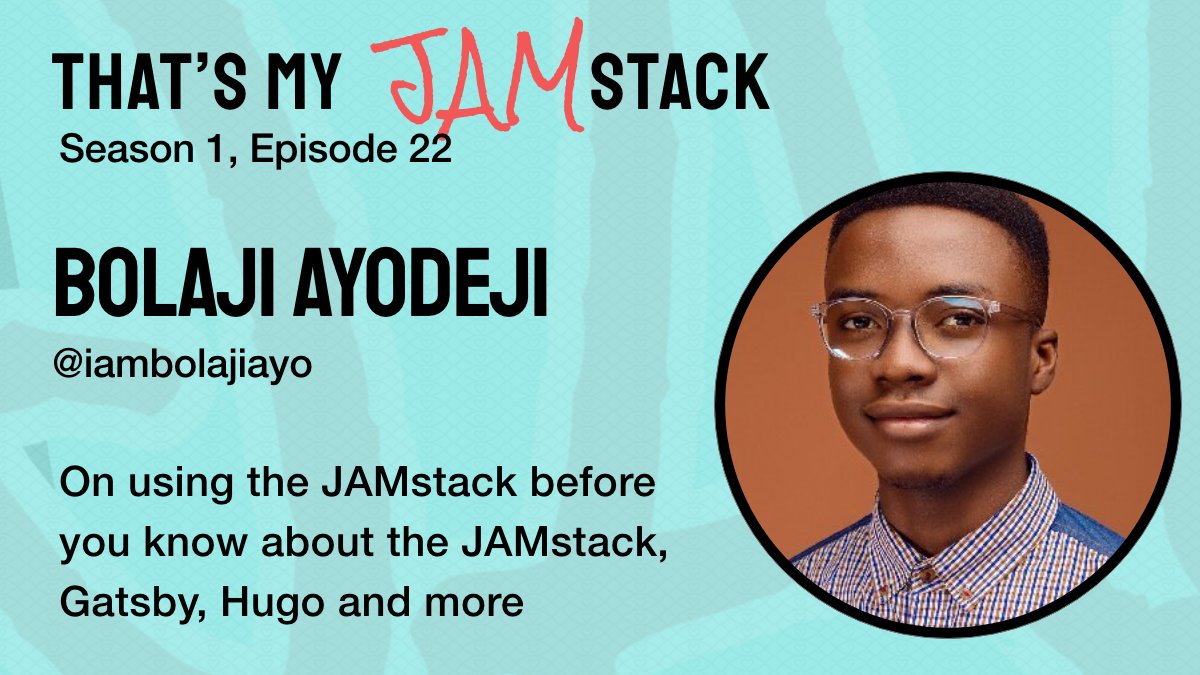 THAT'S MY JAMSTACK
Season 1, Episode 22
BOLAJI AYODEJI
@iambolajiayo
On using the JAMstack before
you know about the JAMstack,
Gatsby, Hugo and more